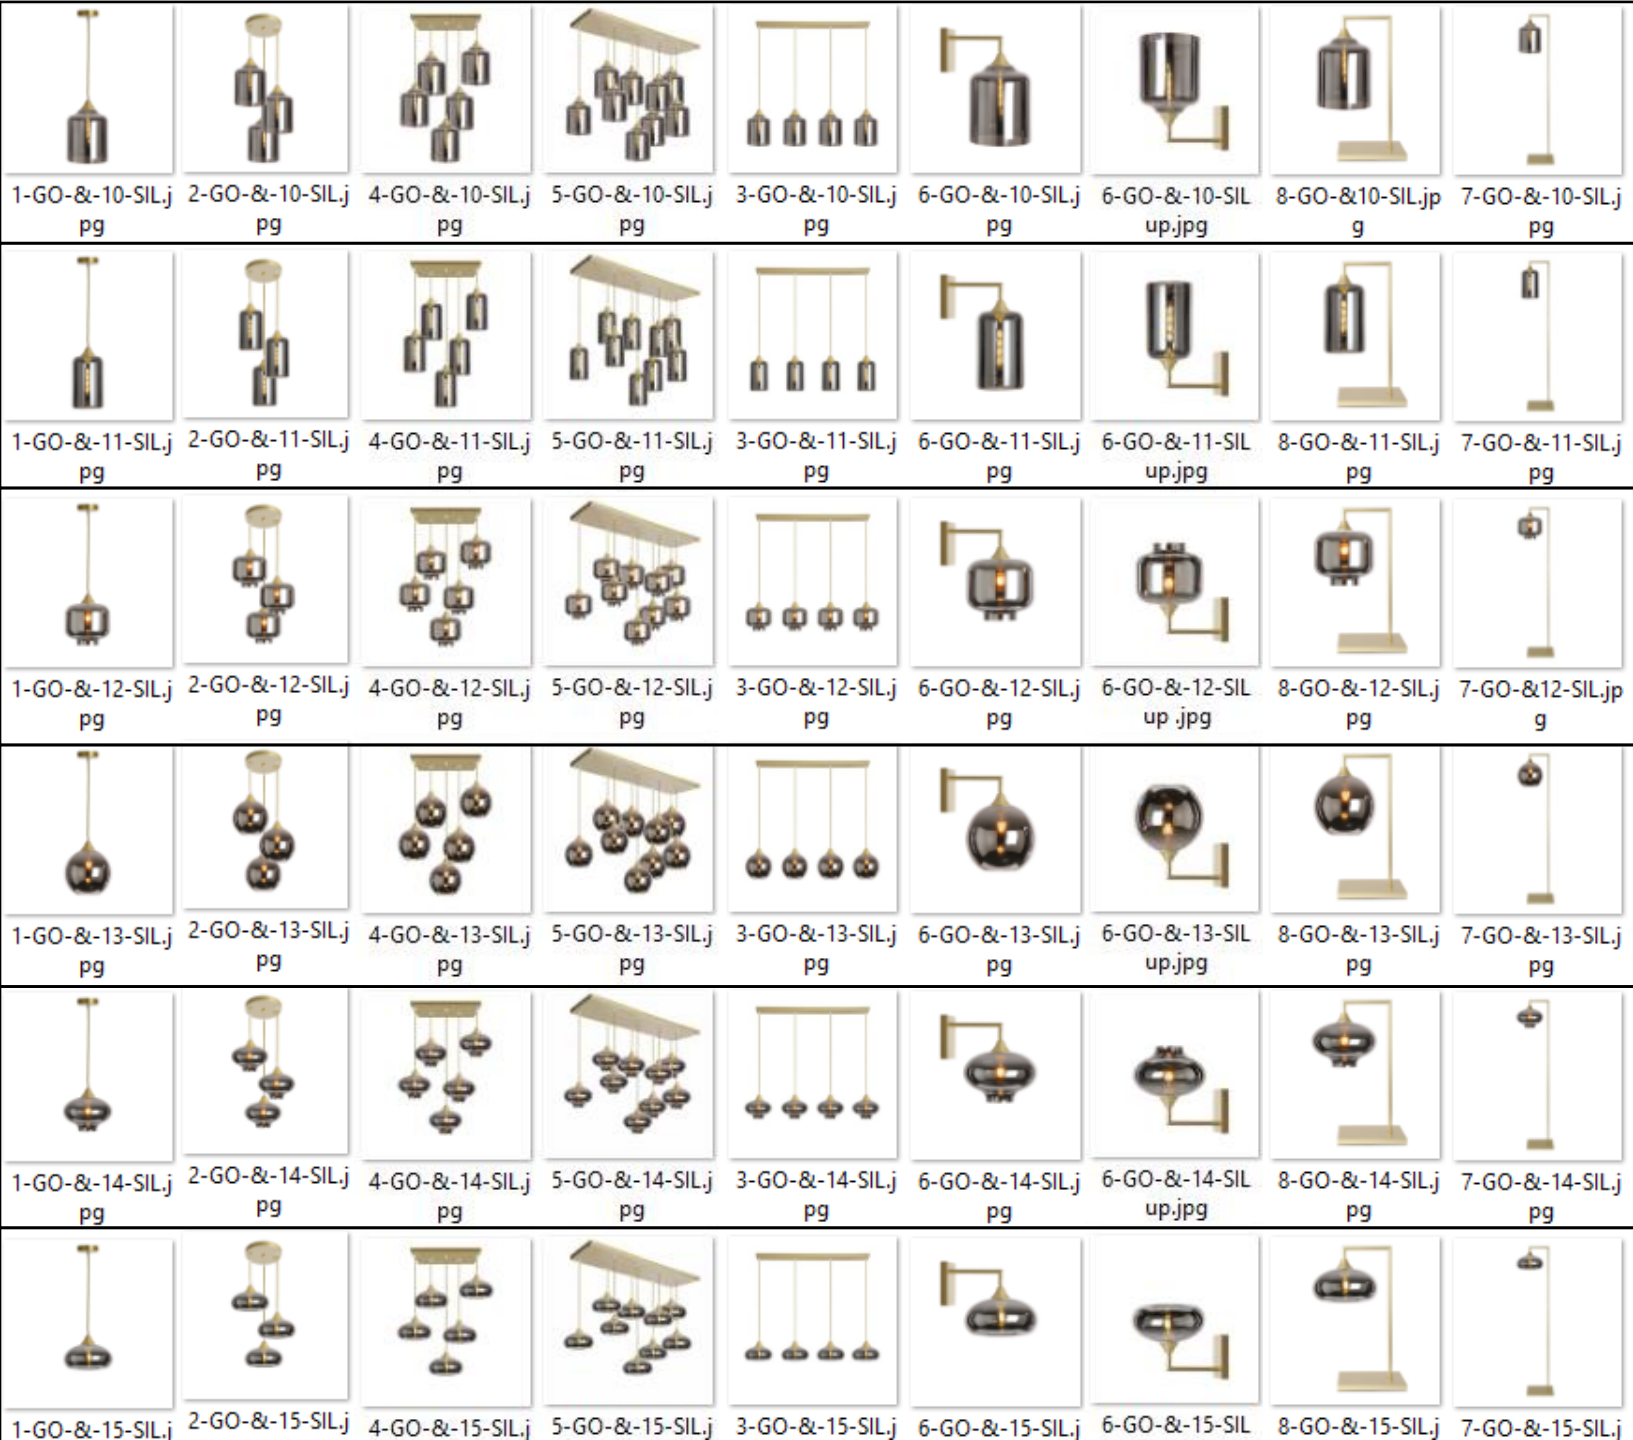 1-GO-&-10-SIL.j
pg
2-GO-&-10-SIL.j
pg
4-GO-&-10-SIL.j
pg
5-GO-&-10-SIL.j
pg
3-GO-&-10-SIL.j
pg
6-GO-&-10-SIL.j
pg
6-GO-&-10-SIL
up.jpg
8-GO-&10-SIL.jp
g
7-GO-&-10-SIL.j
pg
1-GO-&-11-SIL.j
pg
2-GO-&-11-SIL.j
pg
4-GO-&-11-SIL.j
pg
5-GO-&-11-SIL.j
pg
3-GO-&-11-SIL.j
pg
6-GO-&-11-SIL.j
pg
6-GO-&-11-SIL
up.jpg
8-GO-&-11-SIL.j
pg
7-GO-&-11-SIL.j
pg
1-GO-&-12-SIL.j
pg
2-GO-&-12-SIL.j
pg
4-GO-&-12-SIL.j
pg
5-GO-&-12-SIL.j
pg
3-GO-&-12-SIL.j
pg
6-GO-&-12-SIL.j
pg
6-GO-&-12-SIL
up .jpg
8-GO-&-12-SIL.j
pg
7-GO-&12-SIL.jp
g
1-GO-&-13-SIL.j
pg
2-GO-&-13-SIL.j
pg
4-GO-&-13-SIL.j
pg
5-GO-&-13-SIL.j
pg
3-GO-&-13-SIL.j
pg
6-GO-&-13-SIL.j
pg
6-GO-&-13-SIL
up.jpg
8-GO-&-13-SIL.j
pg
7-GO-&-13-SIL.j
pg
1-GO-&-14-SIL.j
pg
2-GO-&-14-SIL.j
pg
4-GO-&-14-SIL.j
pg
5-GO-&-14-SIL.j
pg
3-GO-&-14-SIL.j
pg
6-GO-&-14-SIL.j
pg
6-GO-&-14-SIL
up.jpg
8-GO-&-14-SIL.j
pg
7-GO-&-14-SIL.j
pg
1-GO-&-15-SIL.j
2-GO-&-15-SIL.j
4-GO-&-15-SIL.j
5-GO-&-15-SIL.j
3-GO-&-15-SIL.j
6-GO-&-15-SIL.j
6-GO-&-15-SIL
8-GO-&-15-SIL.j
7-GO-&-15-SIL.j